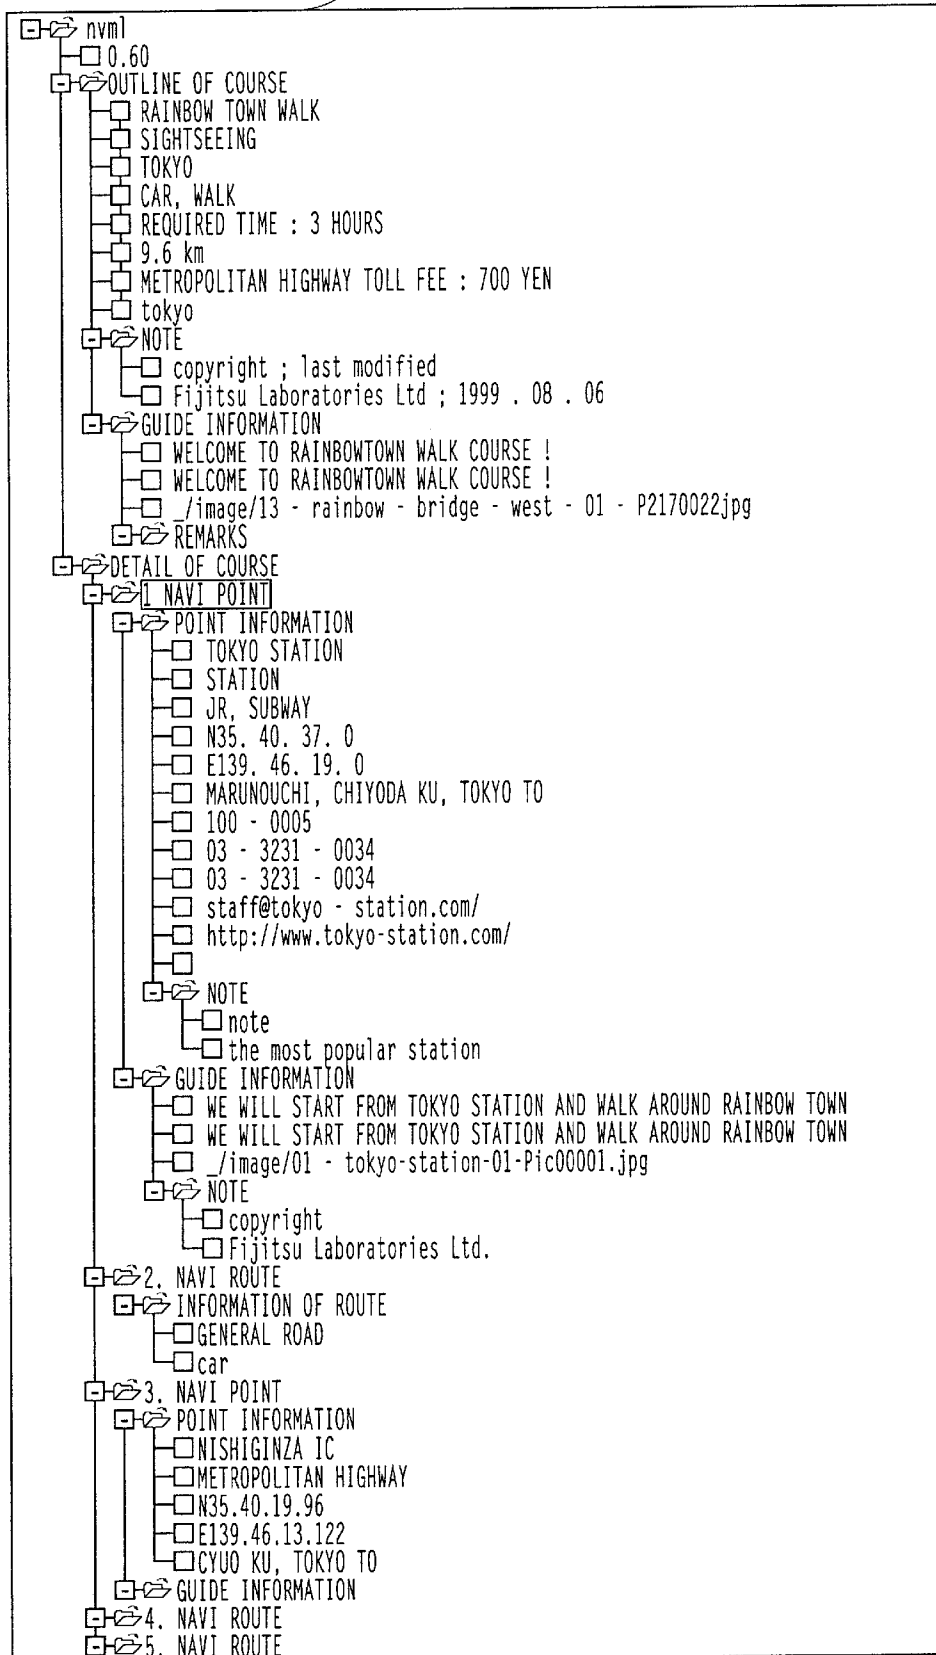 nvml
0.60
OUTLINE OF COURSE
RAINBOW TOWN WALK
SIGHTSEEING
TOKYO
CAR, WALK
REQUIRED TIME : 3 HOURS
9.6 km
METROPOLITAN HIGHWAY TOLL FEE : 700 YEN
tokyo
NOTE
copyright ; last modified
Fijitsu Laboratories Ltd ; 1999 . 08 . 06
GUIDE INFORMATION
WELCOME TO RAINBOWTOWN WALK COURSE !
WELCOME TO RAINBOWTOWN WALK COURSE !
_/image/13 - rainbow - bridge - west - 01 - P2170022jpg
REMARKS
DETAIL OF COURSE
1 NAVI POINT
POINT INFORMATION
TOKYO STATION
STATION
JR, SUBWAY
N35. 40. 37. 0
E139. 46. 19. 0
MARUNOUCHI, CHIYODA KU, TOKYO TO
100 - 0005
03 - 3231 - 0034
03 - 3231 - 0034
staff@tokyo - station.com/
http://www.tokyo-station.com/
NOTE
note
the most popular station
GUIDE INFORMATION
WE WILL START FROM TOKYO STATION AND WALK AROUND RAINBOW TOWN
WE WILL START FROM TOKYO STATION AND WALK AROUND RAINBOW TOWN
_/image/01 - tokyo-station-01-Pic00001.jpg
NOTE
copyright
Fijitsu Laboratories Ltd.
2. NAVI ROUTE
INFORMATION OF ROUTE
GENERAL ROAD
car
3. NAVI POINT
POINT INFORMATION
NISHIGINZA IC
METROPOLITAN HIGHWAY
N35.40.19.96
E139.46.13.122
CYUO KU, TOKYO TO
GUIDE INFORMATION
4. NAVI ROUTE
5. NAVI ROUTE